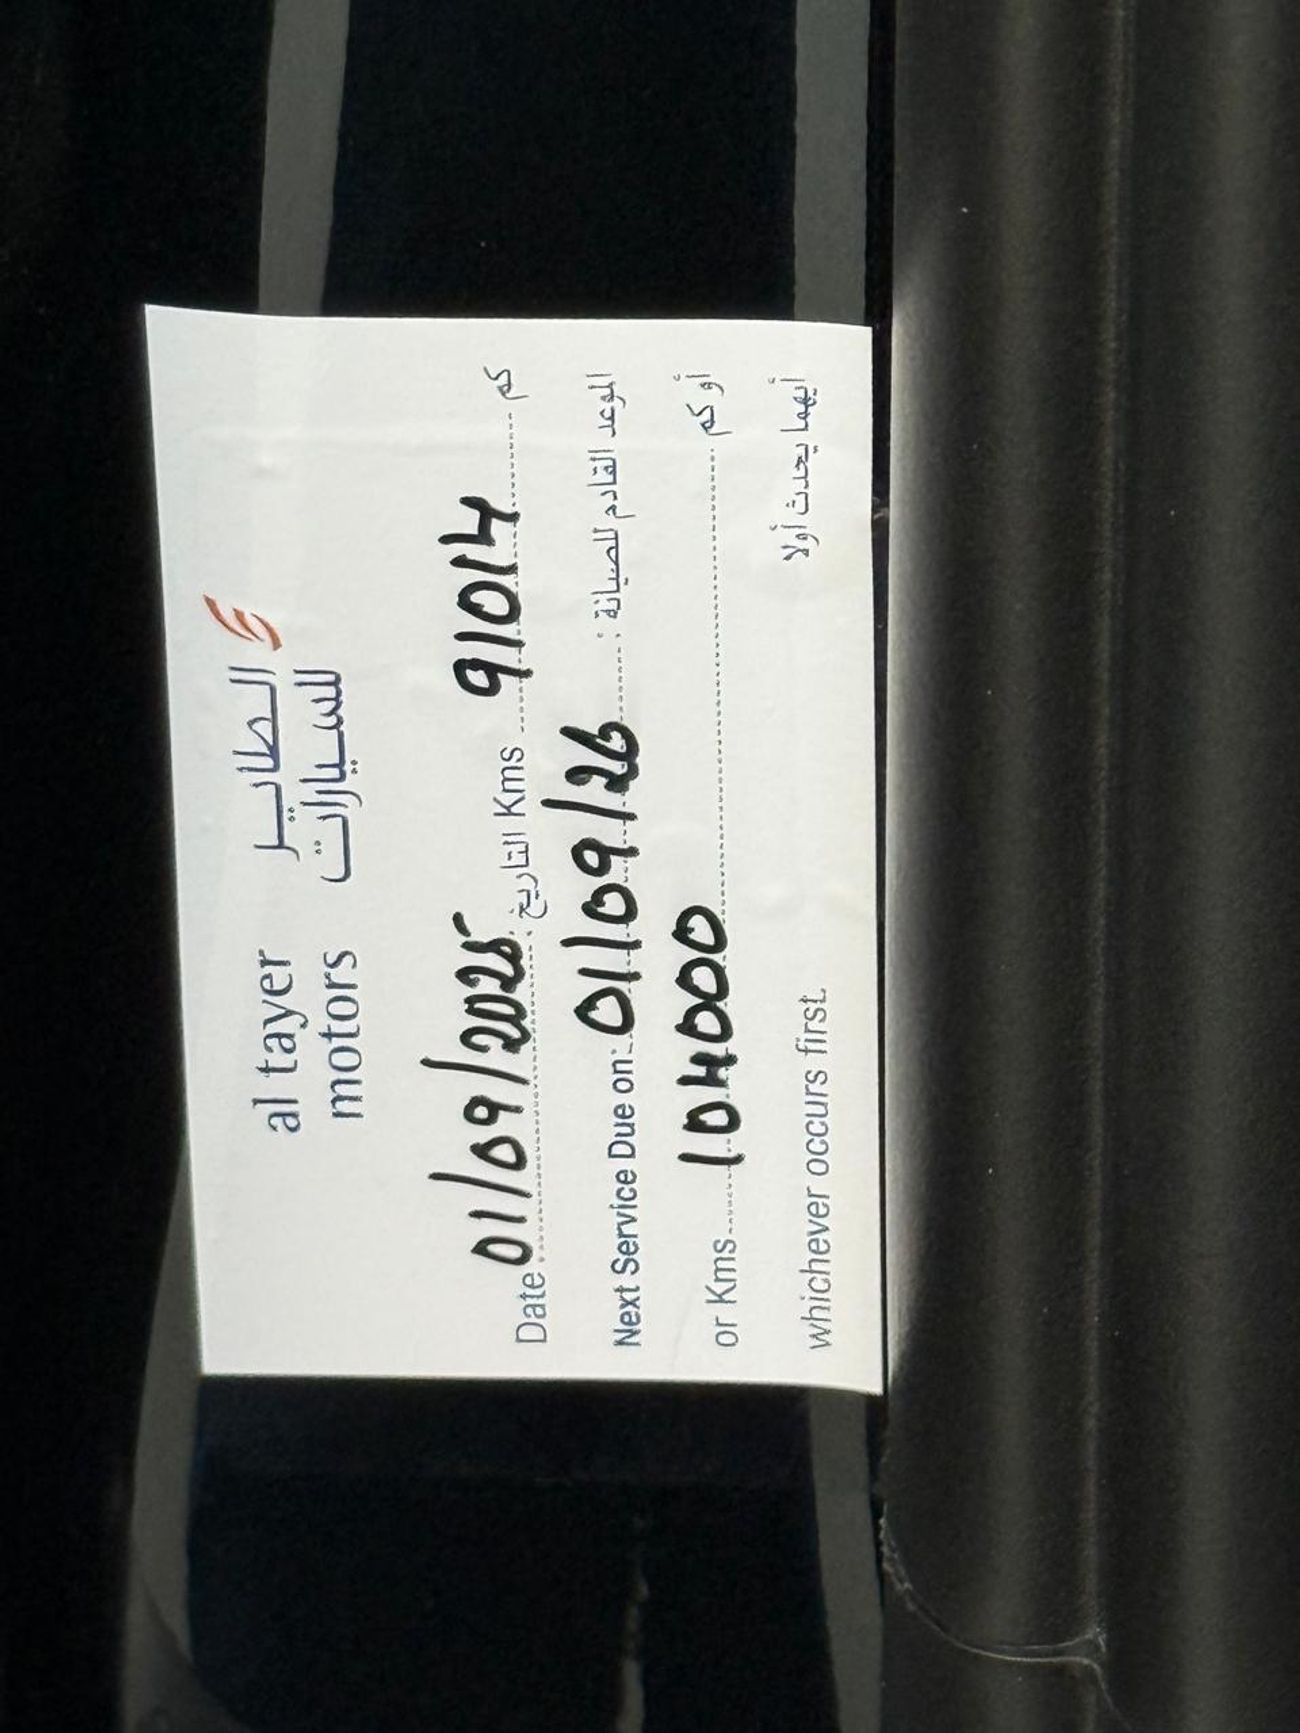 al tayer الطاير
motors للسيارات
Date 01/09/2025 : التاريخ Kms 91014 كم
Next Service Due on: 01/09/26 : الموعد القادم للصيانة
or Kms 104000 أو كم
whichever occurs first. أيهما يحدث أولا